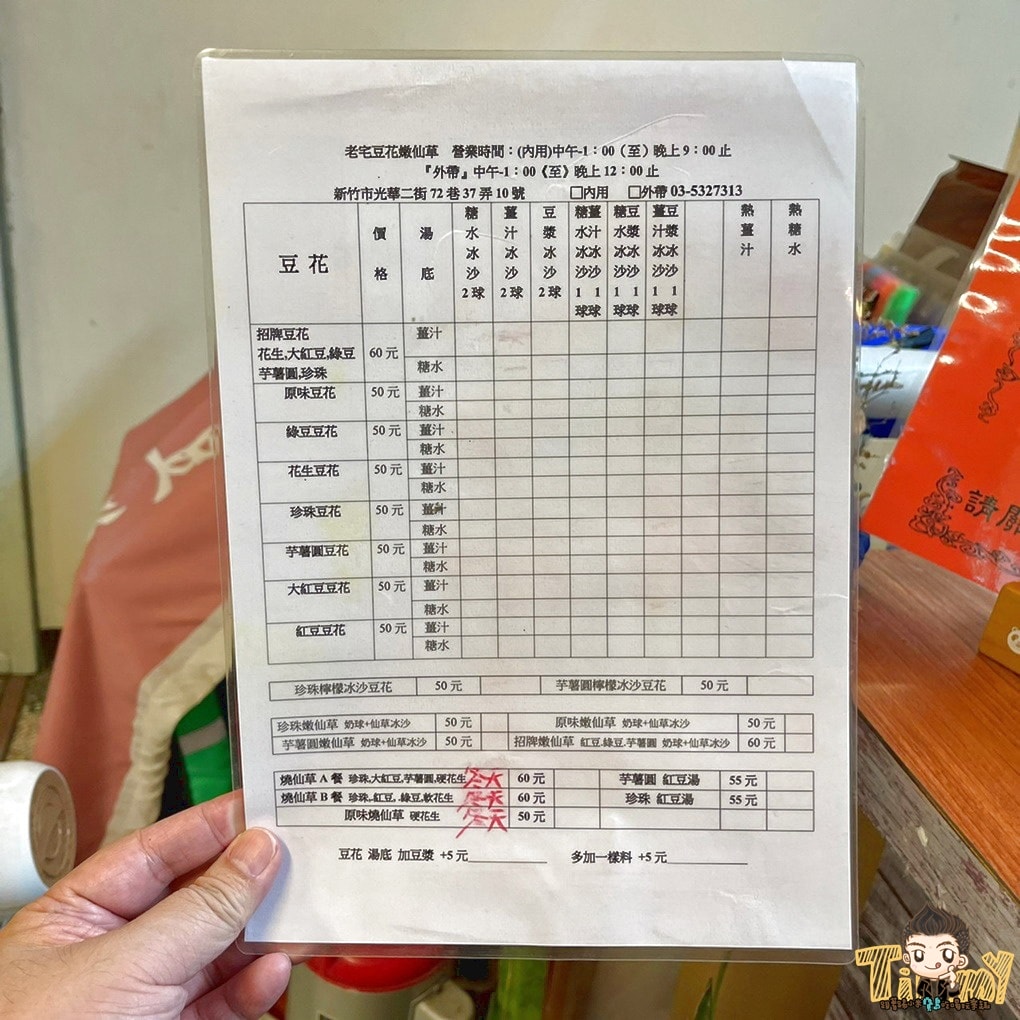 老宅豆花嫩仙草 營業時間：(內用)中午-1：00（至）晚上9：00止
『外帶』中午-1：00《至》晚上12：00止
新竹市光華二街72巷37弄10號 □內用 □外帶 03-5327313
豆花 價格 湯底 糖水冰沙2球 薑汁冰沙2球 豆漿冰沙2球 糖水冰沙1球薑汁冰沙1球 糖水冰沙1球豆漿冰沙1球 薑汁冰沙1球豆漿冰沙1球 熱薑汁 熱糖水
招牌豆花 薑汁
花生,大紅豆,綠豆 60元
芋薯圓,珍珠 糖水
原味豆花 50元 薑汁
糖水
綠豆豆花 50元 薑汁
糖水
花生豆花 50元 薑汁
糖水
珍珠豆花 50元 薑汁
糖水
芋薯圓豆花 50元 薑汁
糖水
大紅豆豆花 50元 薑汁
糖水
紅豆豆花 50元 薑汁
糖水
珍珠檸檬冰沙豆花 50元 芋薯圓檸檬冰沙豆花 50元
珍珠嫩仙草 奶球+仙草冰沙 50元 原味嫩仙草 奶球+仙草冰沙 50元
芋薯圓嫩仙草 奶球+仙草冰沙 50元 招牌嫩仙草 紅豆.綠豆.芋薯圓 奶球+仙草冰沙 60元
燒仙草A餐 珍珠,大紅豆,芋薯圓,硬花生 冬天 60元 芋薯圓 紅豆湯 55元
燒仙草B餐 珍珠,.紅豆, .綠豆,軟花生 冬天 60元 珍珠 紅豆湯 55元
原味燒仙草 硬花生 冬天 50元
豆花 湯底 加豆漿 +5元 多加一樣料 +5元
請
Timmy